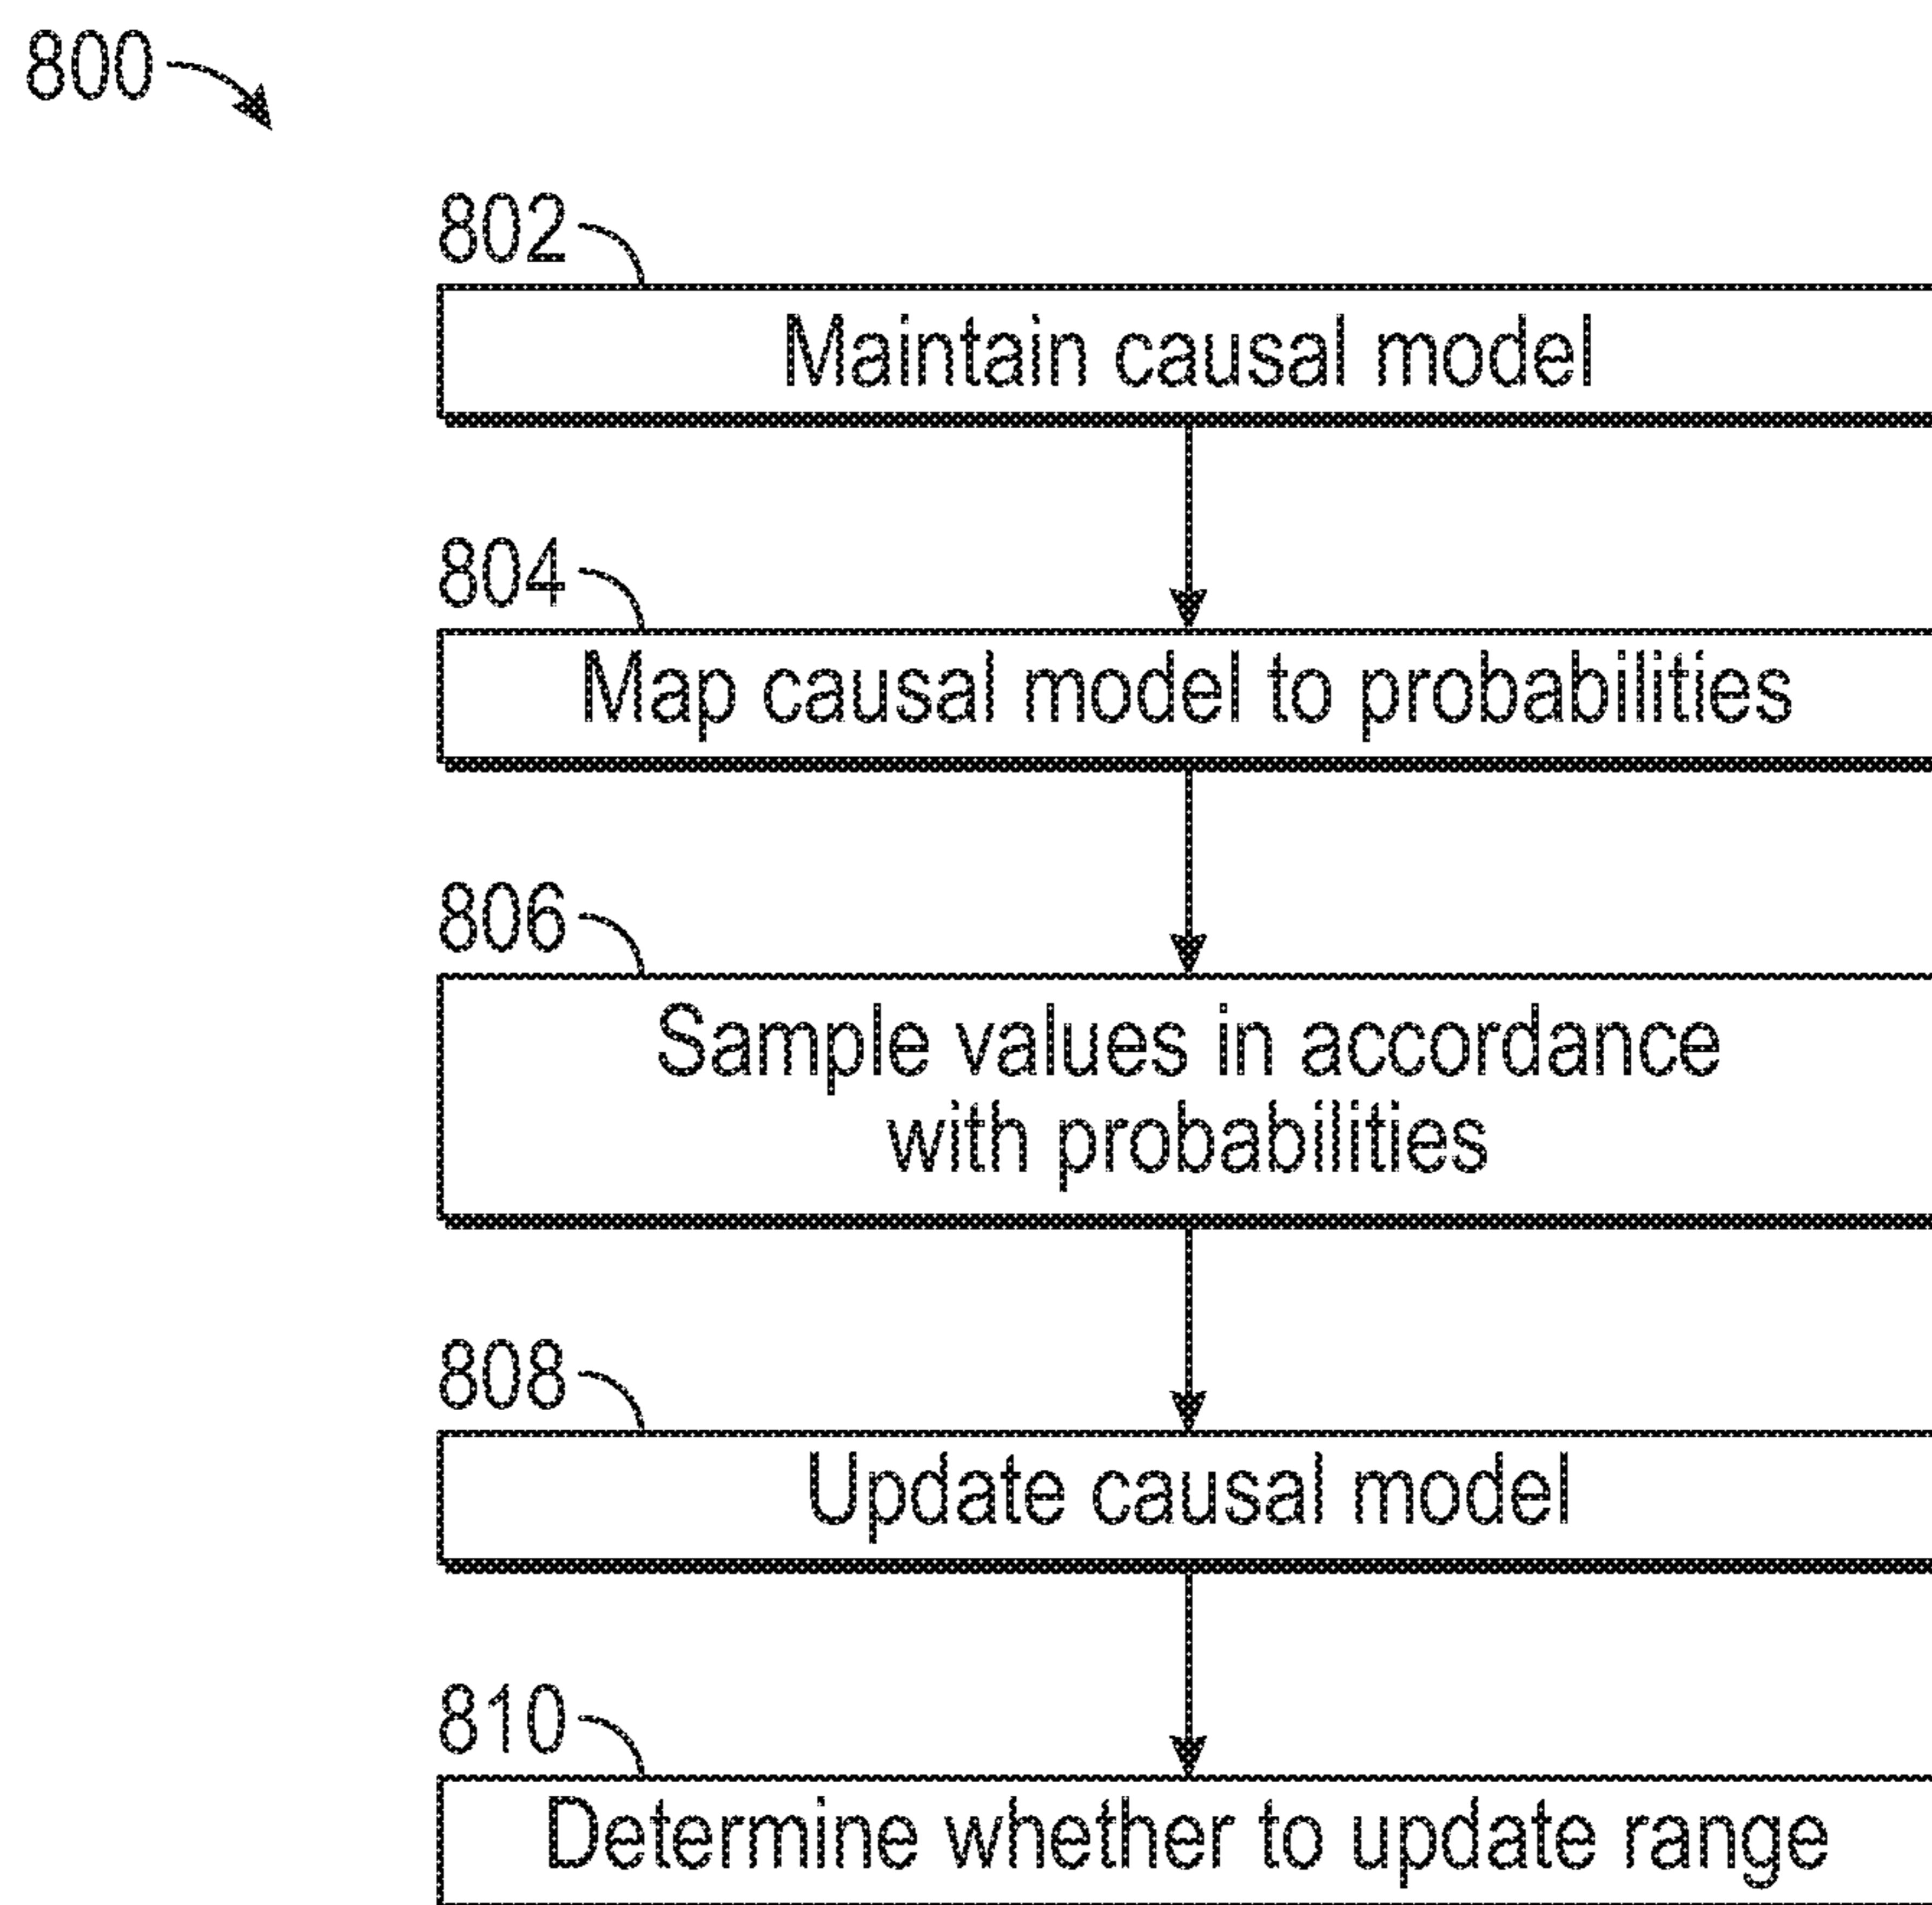 800
802
Maintain causal model
804
Map causal model to probabilities
806
Sample values in accordance
with probabilities
808
Update causal model
810
Determine whether to update range